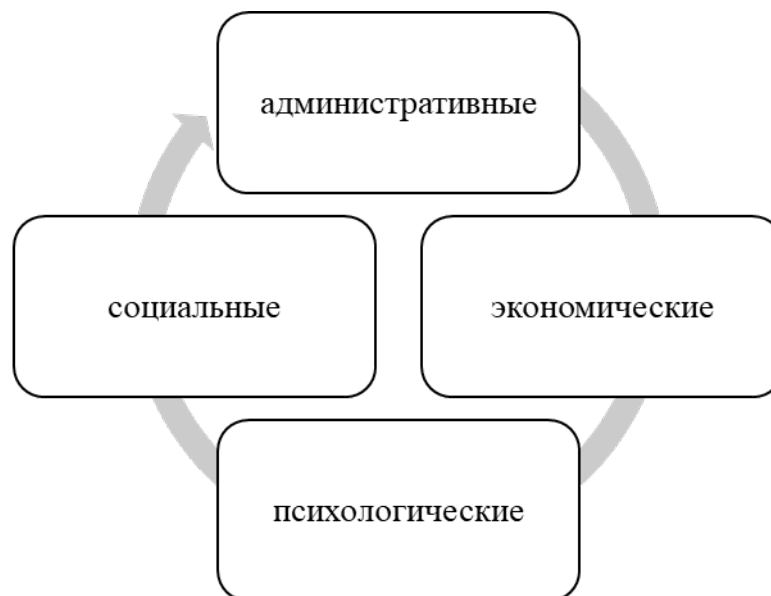 административные
социальные
экономические
психологические